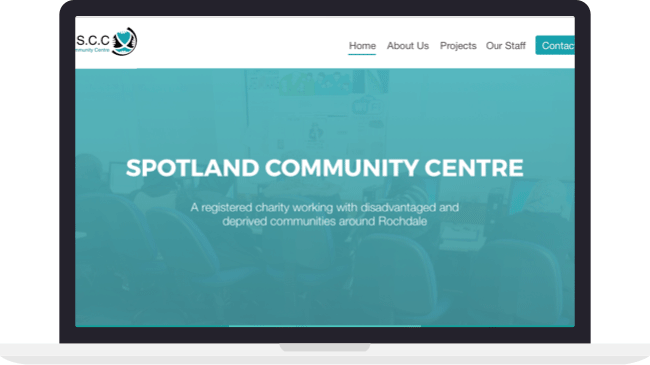 S.C.C
Community Centre
Home About Us Projects Our Staff Contac
SPOTLAND COMMUNITY CENTRE
A registered charity working with disadvantaged and
deprived communities around Rochdale